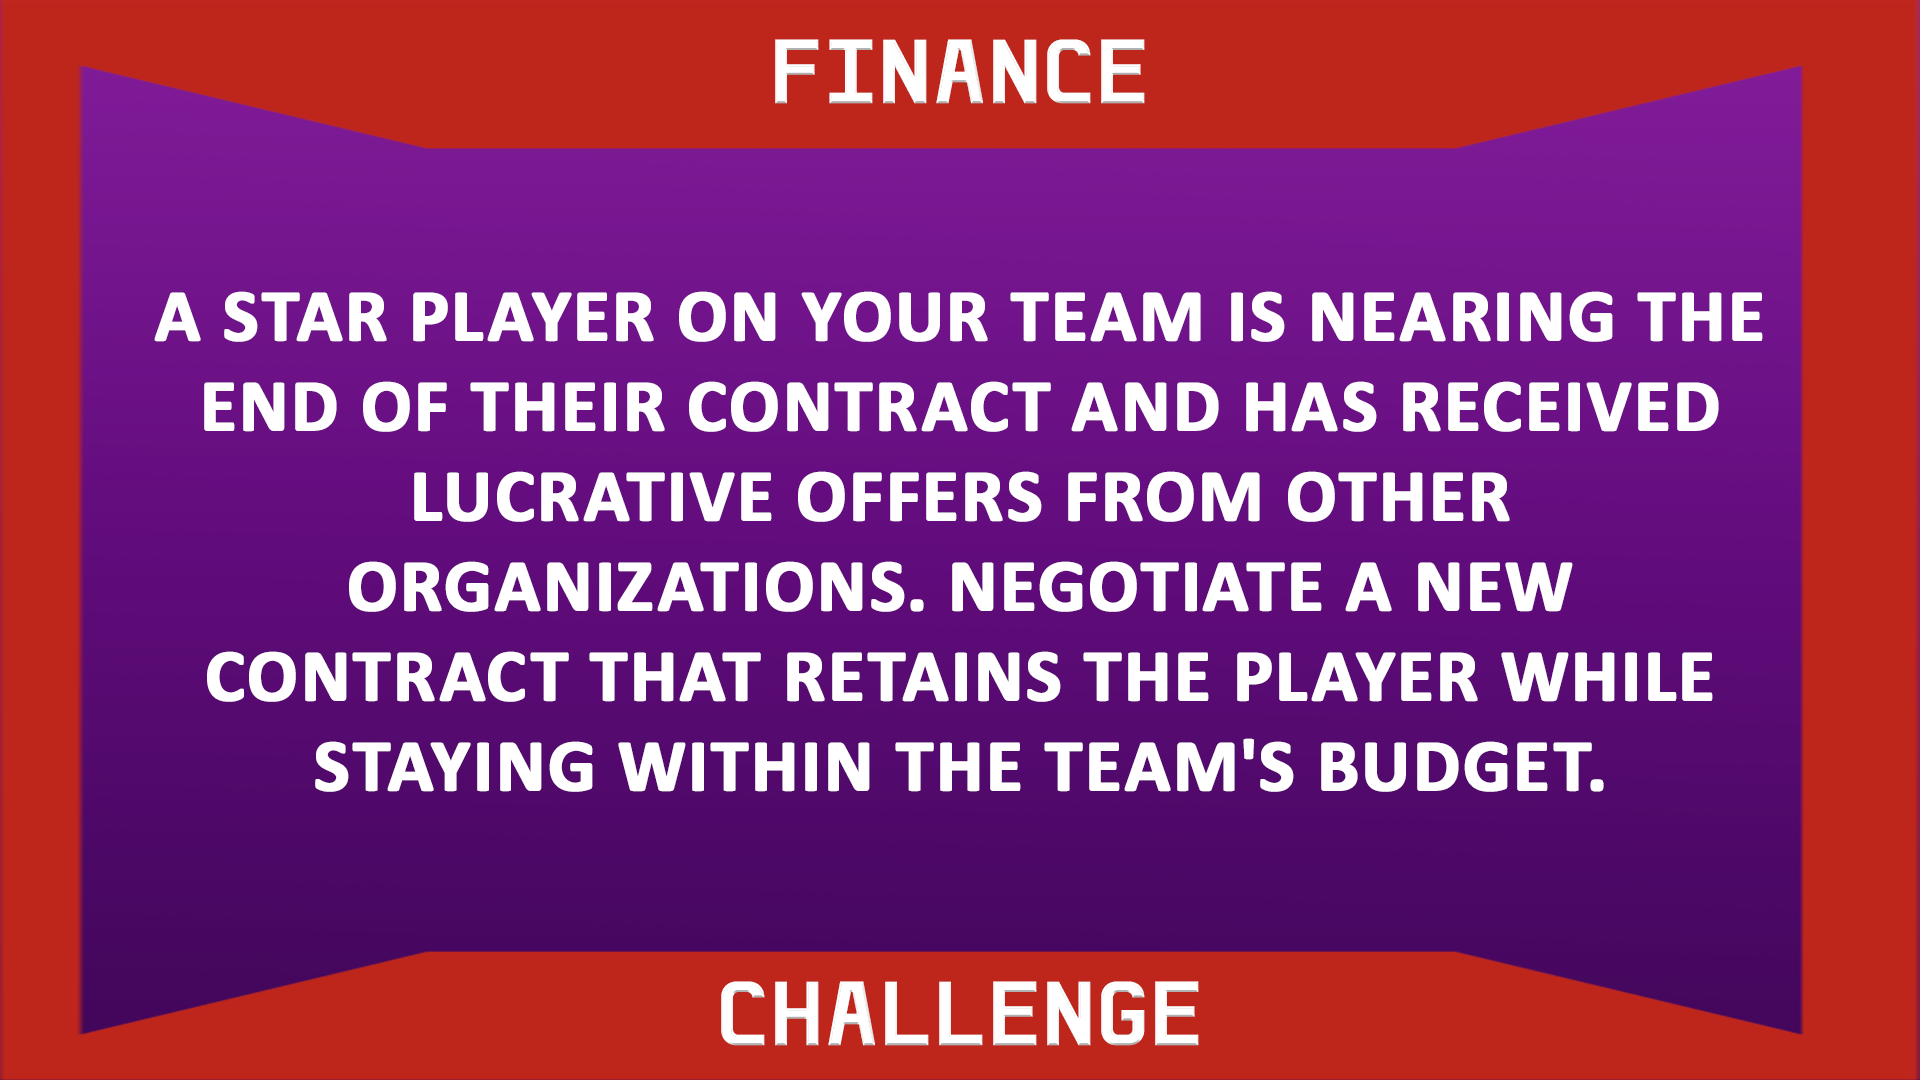 FINANCE
A STAR PLAYER ON YOUR TEAM IS NEARING THE
END OF THEIR CONTRACT AND HAS RECEIVED
LUCRATIVE OFFERS FROM OTHER
ORGANIZATIONS. NEGOTIATE A NEW
CONTRACT THAT RETAINS THE PLAYER WHILE
STAYING WITHIN THE TEAM'S BUDGET.
CHALLENGE